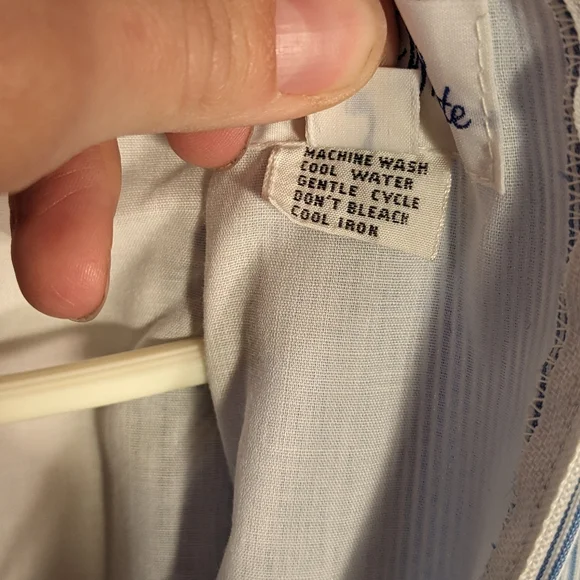 MACHINE WASH
COOL WATER
GENTLE CYCLE
DON'T BLEACH
COOL IRON